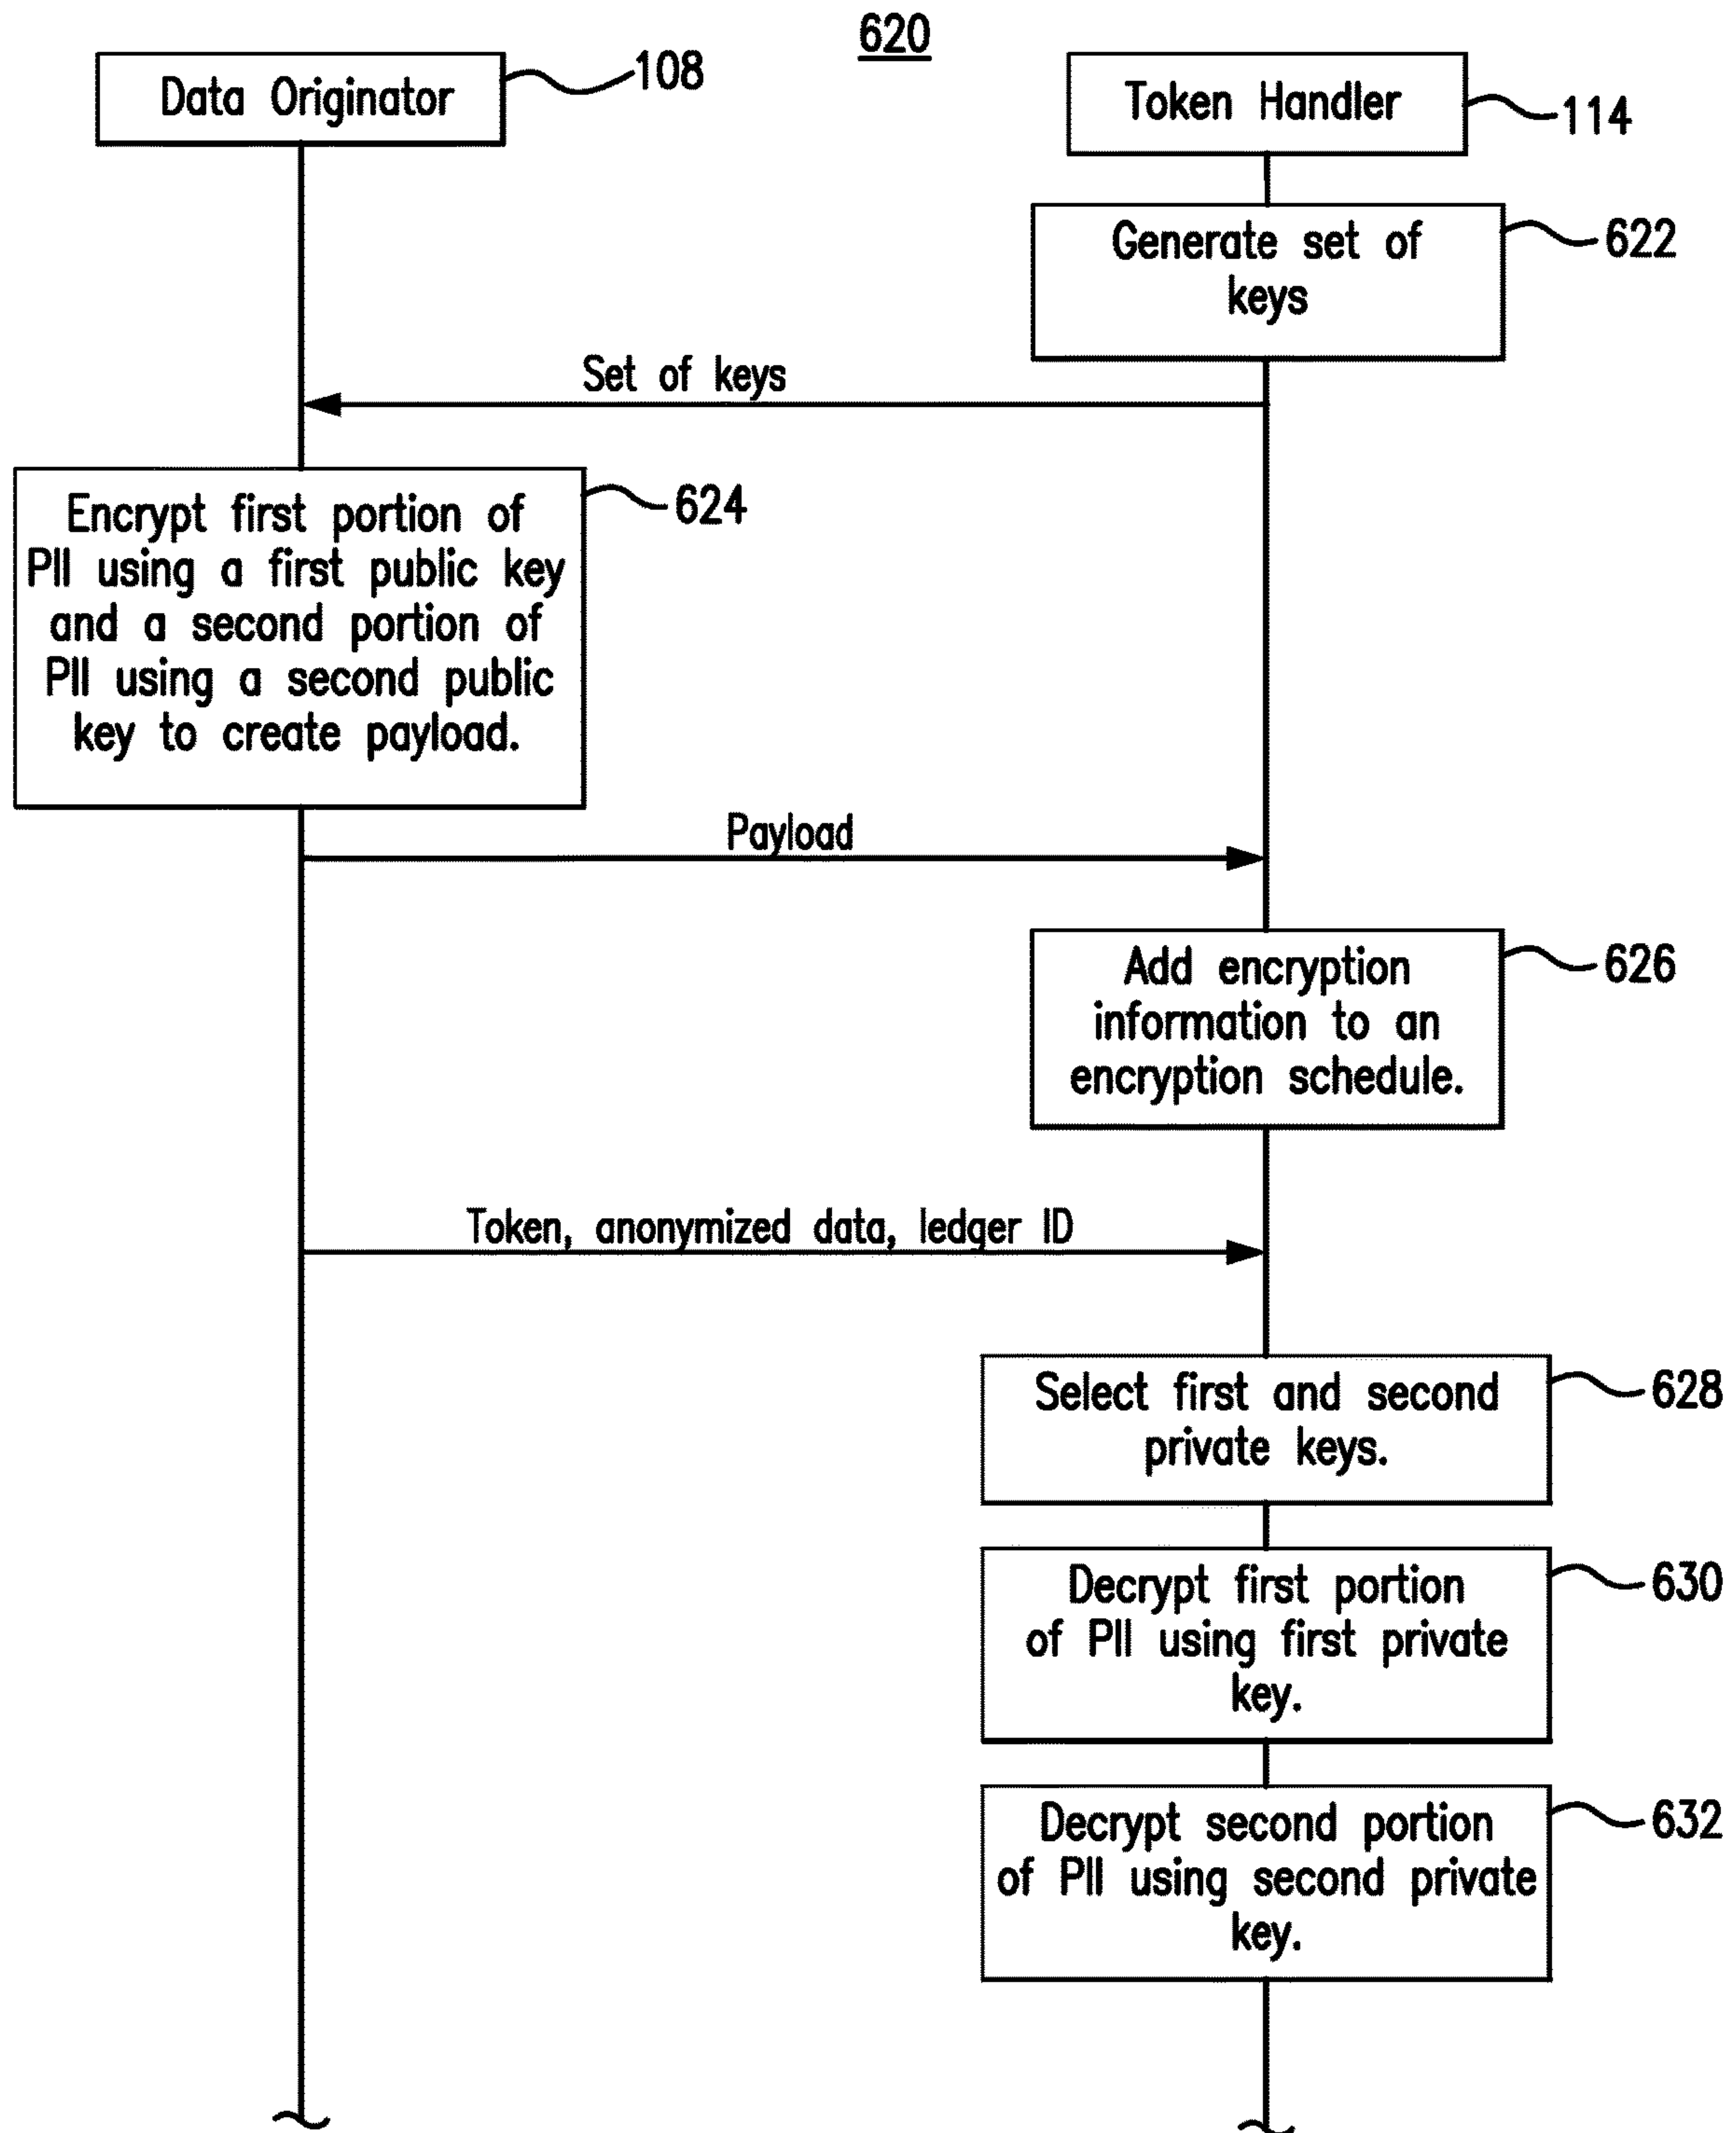 620
Data Originator
108
Token Handler
114
Generate set of
keys
622
Set of keys
Encrypt first portion of
PII using a first public key
and a second portion of
PII using a second public
key to create payload.
624
Payload
Add encryption
information to an
encryption schedule.
626
Token, anonymized data, ledger ID
Select first and second
private keys.
628
Decrypt first portion
of PII using first private
key.
630
Decrypt second portion
of PII using second private
key.
632